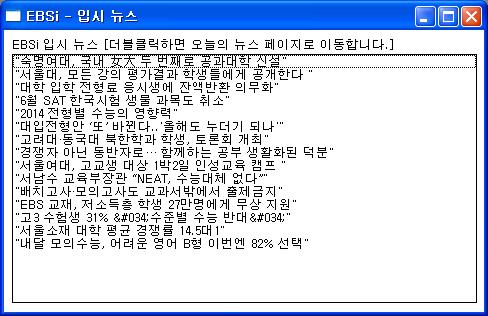 EBSi - 입시 뉴스
EBSi 입시 뉴스 [더블클릭하면 오늘의 뉴스 페이지로 이동합니다.]
"숙명여대, 국내 女大 두 번째로 공과대학 신설"
"서울대, 모든 강의 평가결과 학생들에게 공개한다 "
"대학 입학 전형료 응시생에 잔액반환 의무화"
"6월 SAT 한국시험 생물 과목도 취소"
"2014 전형별 수능의 영향력"
"대입전형안 ‘또’ 바뀐다..‘올해도 누더기 되나’"
"고려대·동국대 북한학과 학생, 토론회 개최"
"경쟁자 아닌 동반자로…함께하는 공부 생활화된 덕분"
"서울여대, 고교생 대상 1박2일 인성교육 캠프 "
"서남수 교육부장관 “NEAT, 수능대체 없다”"
"배치고사·모의고사도 교과서밖에서 출제금지"
"EBS 교재, 저소득층 학생 27만명에게 무상 지원"
"고3 수험생 31% &#034;수준별 수능 반대&#034;"
"서울소재 대학 평균 경쟁률 14.5대1"
"내달 모의수능, 어려운 영어 B형 이번엔 82% 선택"